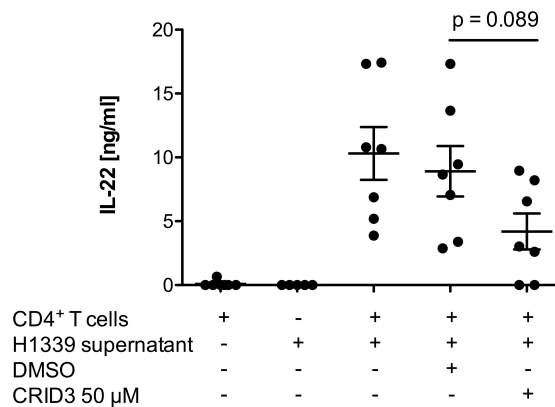 p = 0.089
20
15
10
5
0
IL-22 [ng/ml]
CD4+ T cells + - + + +
H1339 supernatant - + + + +
DMSO - - - + -
CRID3 50 µM - - - - +